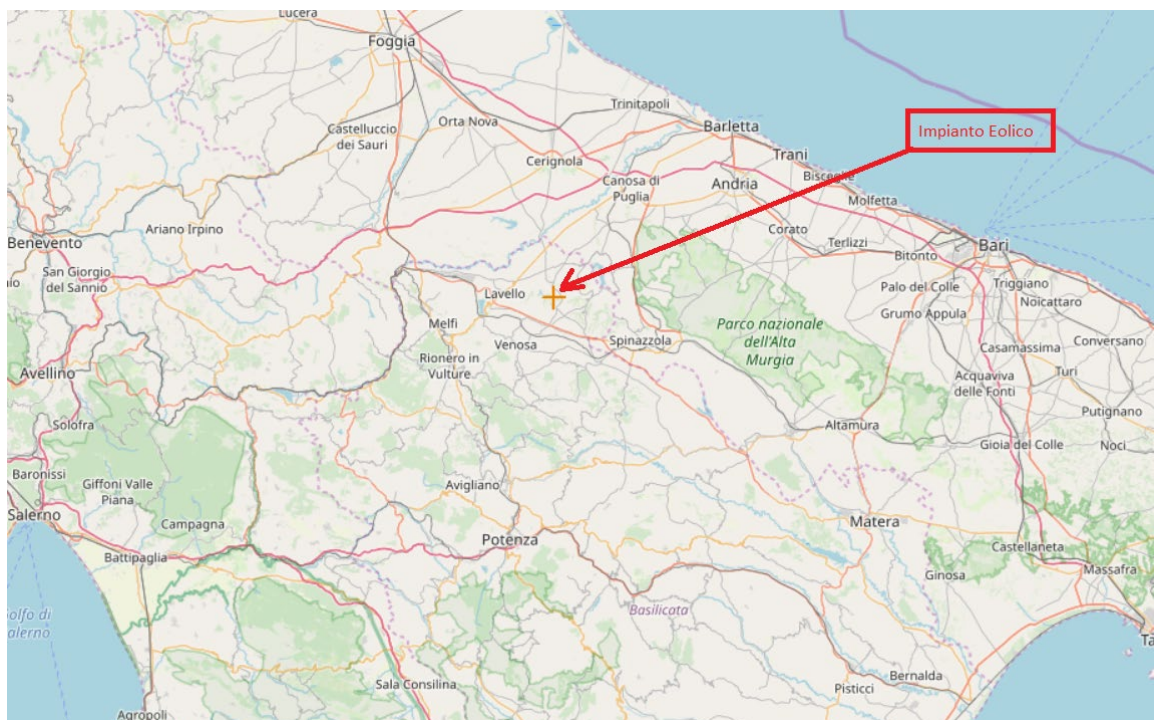 Lucera
Foggia
Trinitapoli
Orta Nova
Barletta
Castelluccio
dei Sauri
Impianto Eolico
Trani
Cerignola
Bisceglie
Canosa di
Puglia
Andria
Molfetta
Ariano Irpino
Corato
Terlizzi
Benevento
Bari
Bitonto
San Giorgio
del Sannio
Triggiano
Palo del Colle
Lavello
Noicattaro
Grumo Appula
Melfi
Parco nazionale
dell'Alta
Murgia
Venosa
Spinazzola
Casamassima
Conversano
Rionero in
Vulture
Avellino
Turi
Acquaviva
delle Fonti
Putignano
Solofra
Altamura
Gioia del Colle
Noci
Baronissi
Giffoni Valle
Piana
Avigliano
Salerno
Campagna
Matera
Potenza
Castellaneta
Battipaglia
Massafra
Ginosa
Basilicata
olfo di
alerno
Ta
Bernalda
Sala Consilina
Pisticci
Agropoli